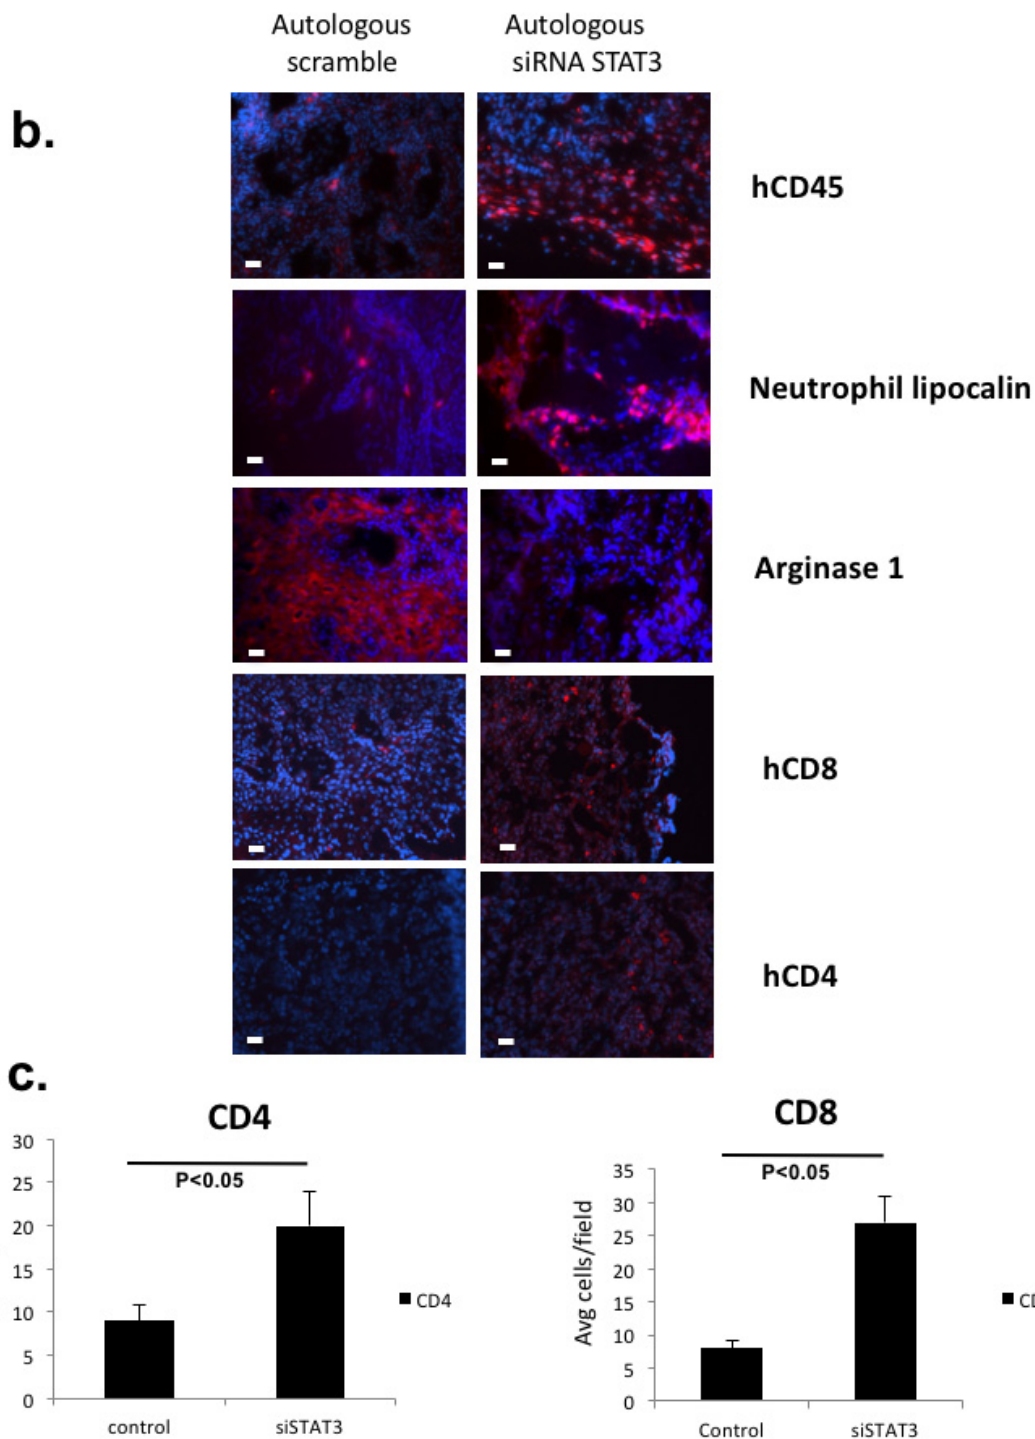 Autologous scramble
Autologous siRNA STAT3
b.
hCD45
Neutrophil lipocalin
Arginase 1
hCD8
hCD4
c.
CD4
30
25
20
15
10
5
0
P<0.05
control
siSTAT3
CD4
CD8
Avg cells/field
35
30
25
20
15
10
5
0
P<0.05
Control
siSTAT3